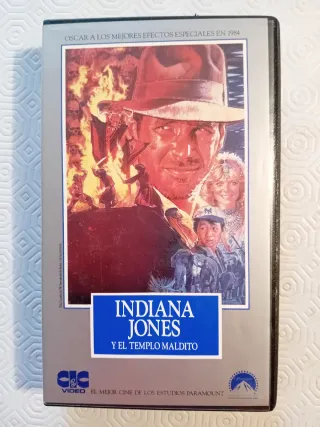 OSCAR A LOS MEJORES EFECTOS ESPECIALES EN 1984
INDIANA
JONES
Y EL TEMPLO MALDITO
CIC
VIDEO
EL MEJOR CINE DE LOS ESTUDIOS PARAMOUNT